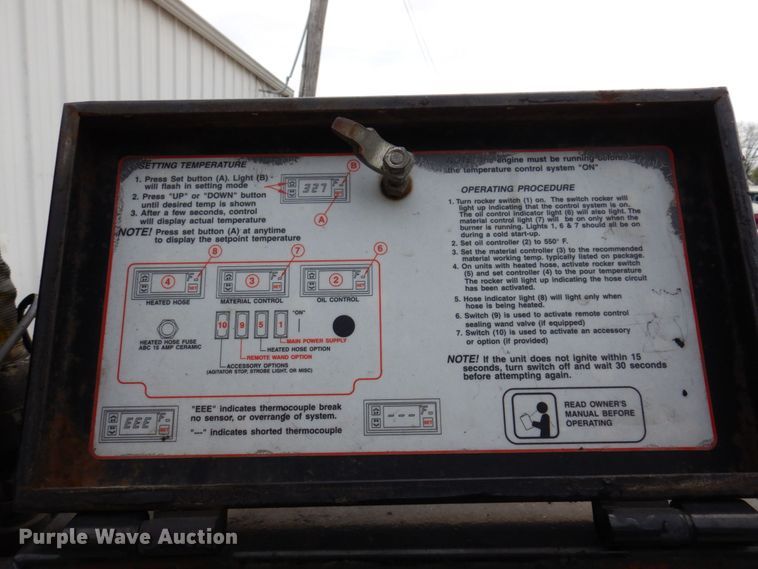 SETTING TEMPERATURE
1. Press Set button (A). Light (B)
will flash in setting mode
2. Press "UP" or "DOWN" button
until desired temp is shown
3. After a few seconds, control
will display actual temperature
NOTE! Press set button (A) at anytime
to display the setpoint temperature
B
327 F
SET
A
8
7
6
4
F
SET
3
F
SET
2
F
SET
HEATED HOSE
MATERIAL CONTROL
OIL CONTROL
"ON"
10
9
5
1
HEATED HOSE FUSE
ABC 15 AMP CERAMIC
MAIN POWER SUPPLY
HEATED HOSE OPTION
REMOTE WAND OPTION
ACCESSORY OPTIONS
(AGITATOR STOP, STROBE LIGHT, OR MISC)
EEE F
SET
"EEE" indicates thermocouple break
no sensor, or overrange of system.
"---" indicates shorted thermocouple
--- F
SET
engine must be running before
the temperature control system "ON"
OPERATING PROCEDURE
1. Turn rocker switch (1) on. The switch rocker will
light up indicating that the control system is on.
The oil control indicator light (6) will also light. The
material control light (7) will be on only when the
burner is running. Lights 1, 6 & 7 should all be on
during a cold start-up.
2. Set oil controller (2) to 550° F.
3. Set the material controller (3) to the recommended
material working temp. typically listed on package.
4. On units with heated hose, activate rocker switch
(5) and set controller (4) to the pour temperature
The rocker will light up indicating the hose circuit
has been activated.
5. Hose indicator light (8) will light only when
hose is being heated.
6. Switch (9) is used to activate remote control
sealing wand valve (if equipped)
7. Switch (10) is used to activate an accessory
or option (if provided)
NOTE! If the unit does not ignite within 15
seconds, turn switch off and wait 30 seconds
before attempting again.
READ OWNER'S
MANUAL BEFORE
OPERATING
Purple Wave Auction